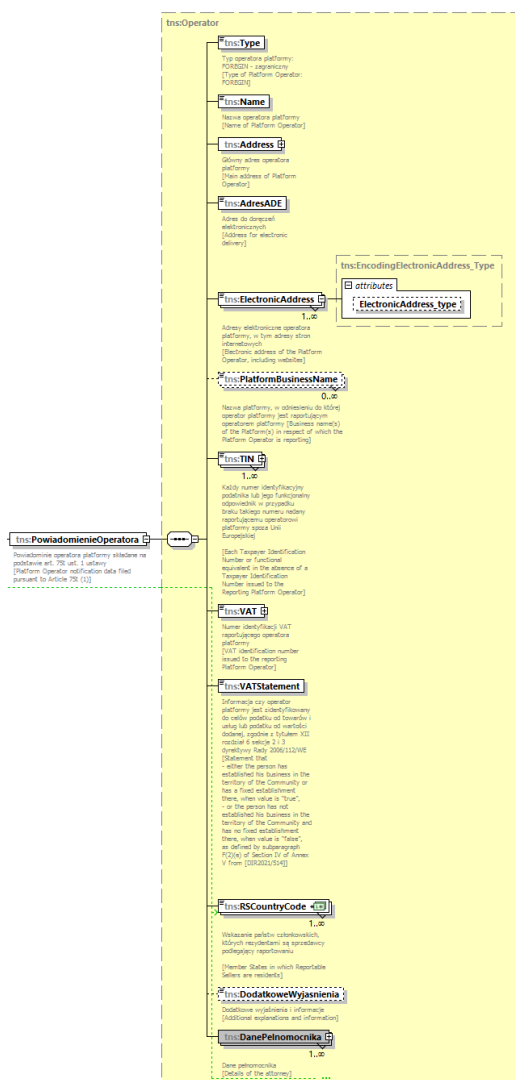 tns:Operator
tns:Type
Typ operatora platformy:
FOREGIN - zagraniczny
[Type of Platform Operator:
FOREGIN]
tns:Name
Nazwa operatora platformy
[Name of Platform Operator]
tns:Address
Główny adres operatora
platformy
[Main address of Platform
Operator]
tns:AdresADE
Adres do doręczeń
elektronicznych
[Address for electronic
delivery]
tns:EncodingElectronicAddress_Type
attributes
ElectronicAddress_type
tns:ElectronicAddress
1..∞
Adresy elektroniczne operatora
platformy, w tym adresy stron
internetowych
[Electronic address of the Platform
Operator, including websites]
tns:PlatformBusinessName
0..∞
Nazwa platformy, w odniesieniu do której
operator platformy jest raportującym
operatorem platformy [Business name(s)
of the Platform(s) in respect of which the
Platform Operator is reporting]
tns:TIN
1..∞
Każdy numer identyfikacyjny
podatnika lub jego funkcjonalny
odpowiednik w przypadku
braku takiego numeru nadany
raportującemu operatorowi
platformy spoza Unii
Europejskiej
[Each Taxpayer Identification
Number or functional
equivalent in the absence of a
Taxpayer Identification
Number issued to the
Reporting Platform Operator]
tns:PowiadomienieOperatora
Powiadomienie operatora platformy składane na
podstawie art. 75t ust. 1 ustawy
[Platform Operator notification data filed
pursuant to Article 75t (1)]
tns:VAT
Numer identyfikacji VAT
raportującego operatora
platformy
[VAT identification number
issued to the reporting
Platform Operator]
tns:VATStatement
Informacja czy operator
platformy jest zidentyfikowany
do celów podatku od towarów i
usług lub podatku od wartości
dodanej, zgodnie z tytułem XII
rozdział 6 sekcje 2 i 3
dyrektywy Rady 2006/112/WE
[Statement that
- either the person has
established his business in the
territory of the Community or
has a fixed establishment
there, when value is "true",
- or the person has not
established his business in the
territory of the Community and
has no fixed establishment
there, when value is "false",
as defined by subparagraph
F(2)(e) of Section IV of Annex
V from [DIR2021/514]]
tns:RSCountryCode
1..∞
Wskazanie państw członkowskich,
których rezydentami są sprzedawcy
podlegający raportowaniu
[Member States in which Reportable
Sellers are residents]
tns:DodatkoweWyjasnienia
Dodatkowe wyjaśnienia i informacje
[Additional explanations and information]
tns:DanePelnomocnika
1..∞
Dane pełnomocnika
[Details of the attorney]